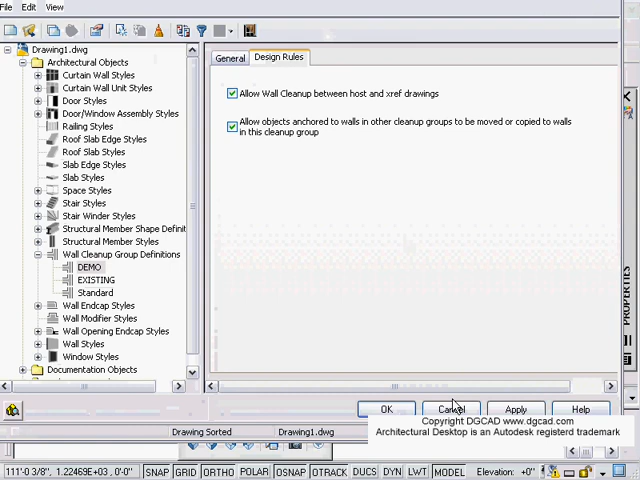 File Edit View
Drawing1.dwg
Architectural Objects
Curtain Wall Styles
Curtain Wall Unit Styles
Door Styles
Door/Window Assembly Styles
Railing Styles
Roof Slab Edge Styles
Roof Slab Styles
Slab Edge Styles
Slab Styles
Space Styles
Stair Styles
Stair Winder Styles
Structural Member Shape Definit
Structural Member Styles
Wall Cleanup Group Definitions
DEMO
EXISTING
Standard
Wall Endcap Styles
Wall Modifier Styles
Wall Opening Endcap Styles
Wall Styles
Window Styles
Documentation Objects
General Design Rules
Allow Wall Cleanup between host and xref drawings
Allow objects anchored to walls in other cleanup groups to be moved or copied to walls
in this cleanup group
OK Cancel Apply Help
Copyright DGCAD www.dgcad.com
Architectural Desktop is an Autodesk registerd trademark
Drawing Sorted Drawing1.dwg
PROPERTIES
111'-0 3/8", 1.22469E+03 , 0'-0" SNAP GRID ORTHO POLAR OSNAP OTRACK DUCS DYN LWT MODEL Elevation: +0"